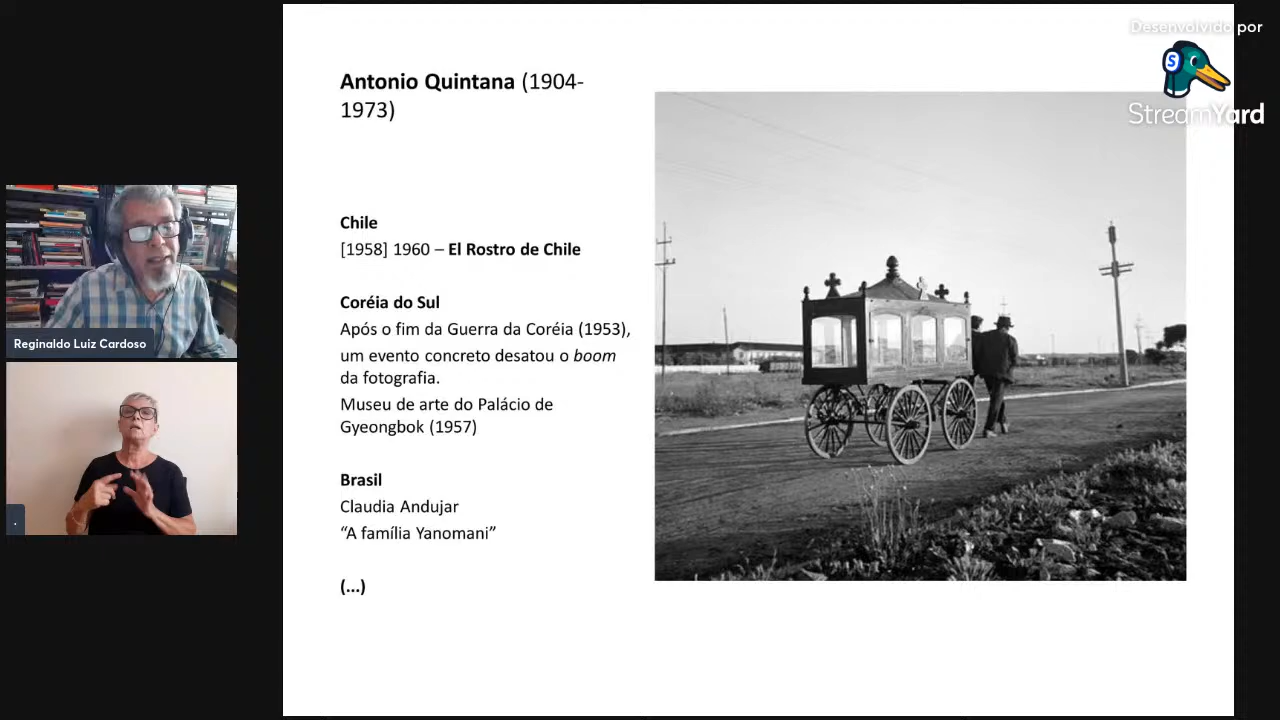 Desenvolvido por
StreamYard
Antonio Quintana (1904-
1973)
Chile
[1958] 1960 – El Rostro de Chile
Coréia do Sul
Após o fim da Guerra da Coréia (1953),
um evento concreto desatou o boom
da fotografia.
Museu de arte do Palácio de
Gyeongbok (1957)
Brasil
Claudia Andujar
“A família Yanomani”
(...)
Reginaldo Luiz Cardoso
.